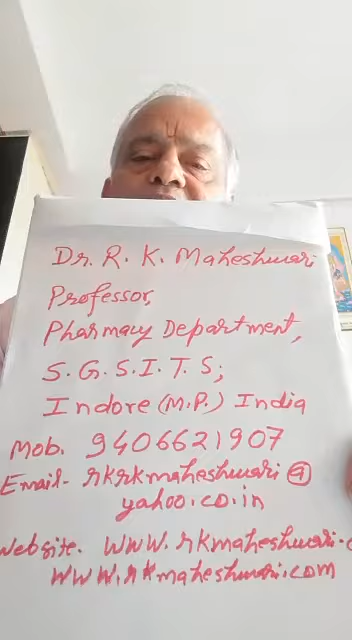 Dr. R. K. Maheshwari
Professor,
Pharmacy Department,
S.G.S.I.T.S;
Indore (M.P.) India
Mob. 9406621907
Email- rkrkmaheshwari@
yahoo.co.in
Website. www.rkmaheshwari.c
www.rkmaheshwari.com